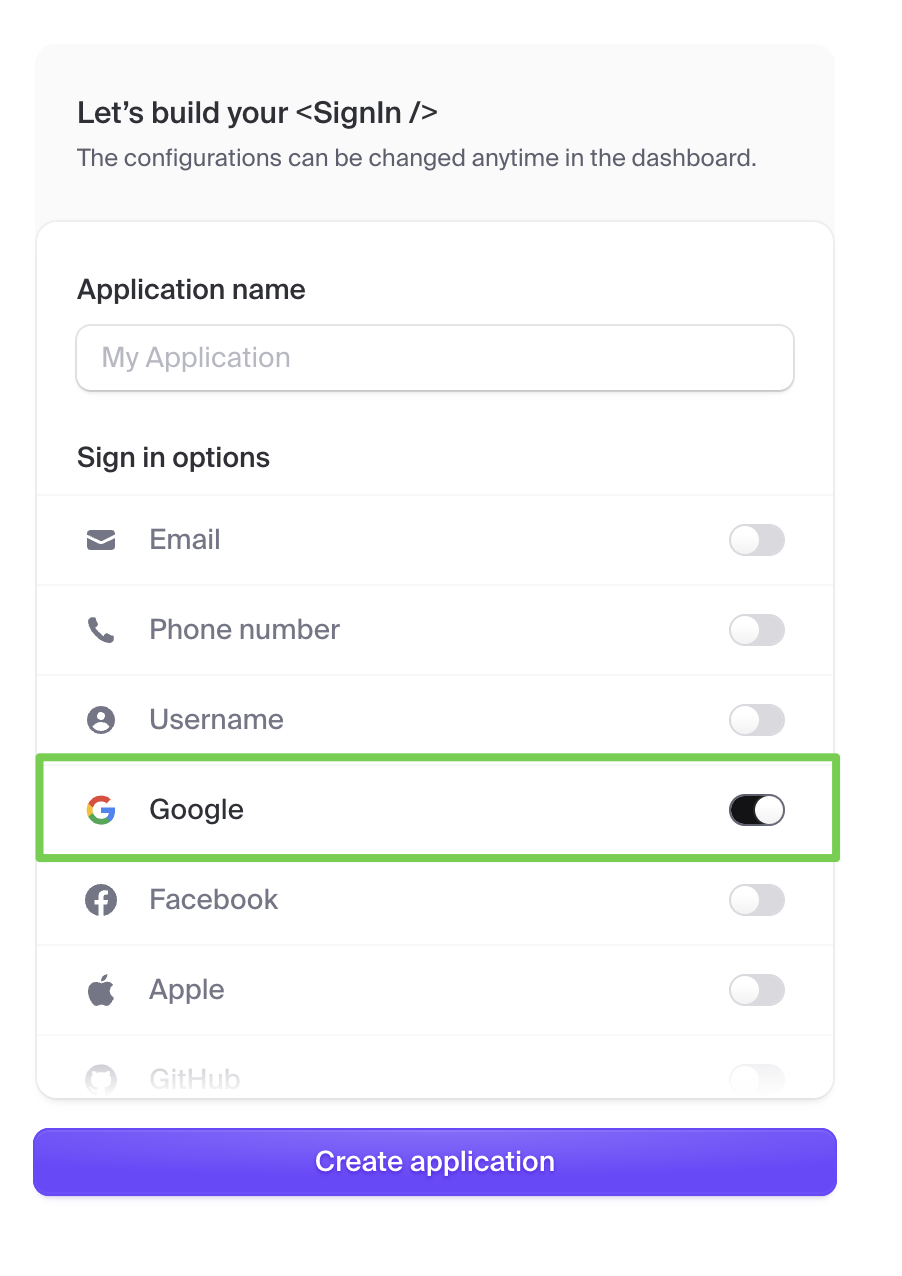 Let’s build your <SignIn />
The configurations can be changed anytime in the dashboard.
Application name
My Application
Sign in options
Email
Phone number
Username
Google
Facebook
Apple
GitHub
Create application